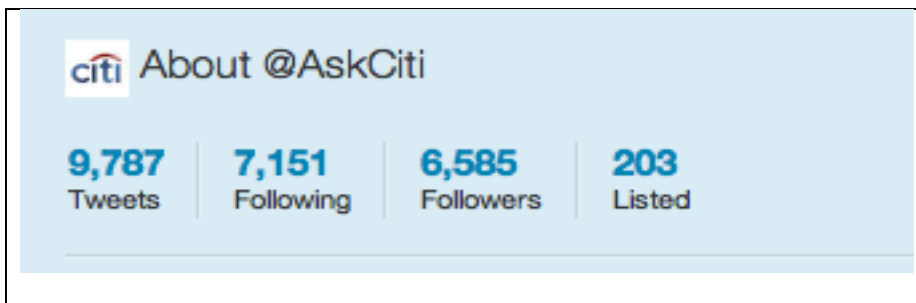 citi About @AskCiti
9,787 7,151 6,585 203
Tweets Following Followers Listed